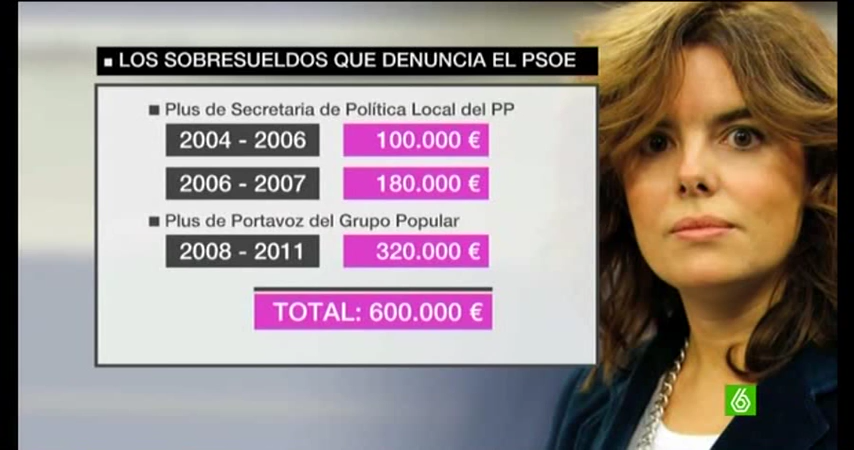 LOS SOBRESUELDOS QUE DENUNCIA EL PSOE
Plus de Secretaria de Política Local del PP
2004 - 2006 100.000 €
2006 - 2007 180.000 €
Plus de Portavoz del Grupo Popular
2008 - 2011 320.000 €
TOTAL: 600.000 €
6